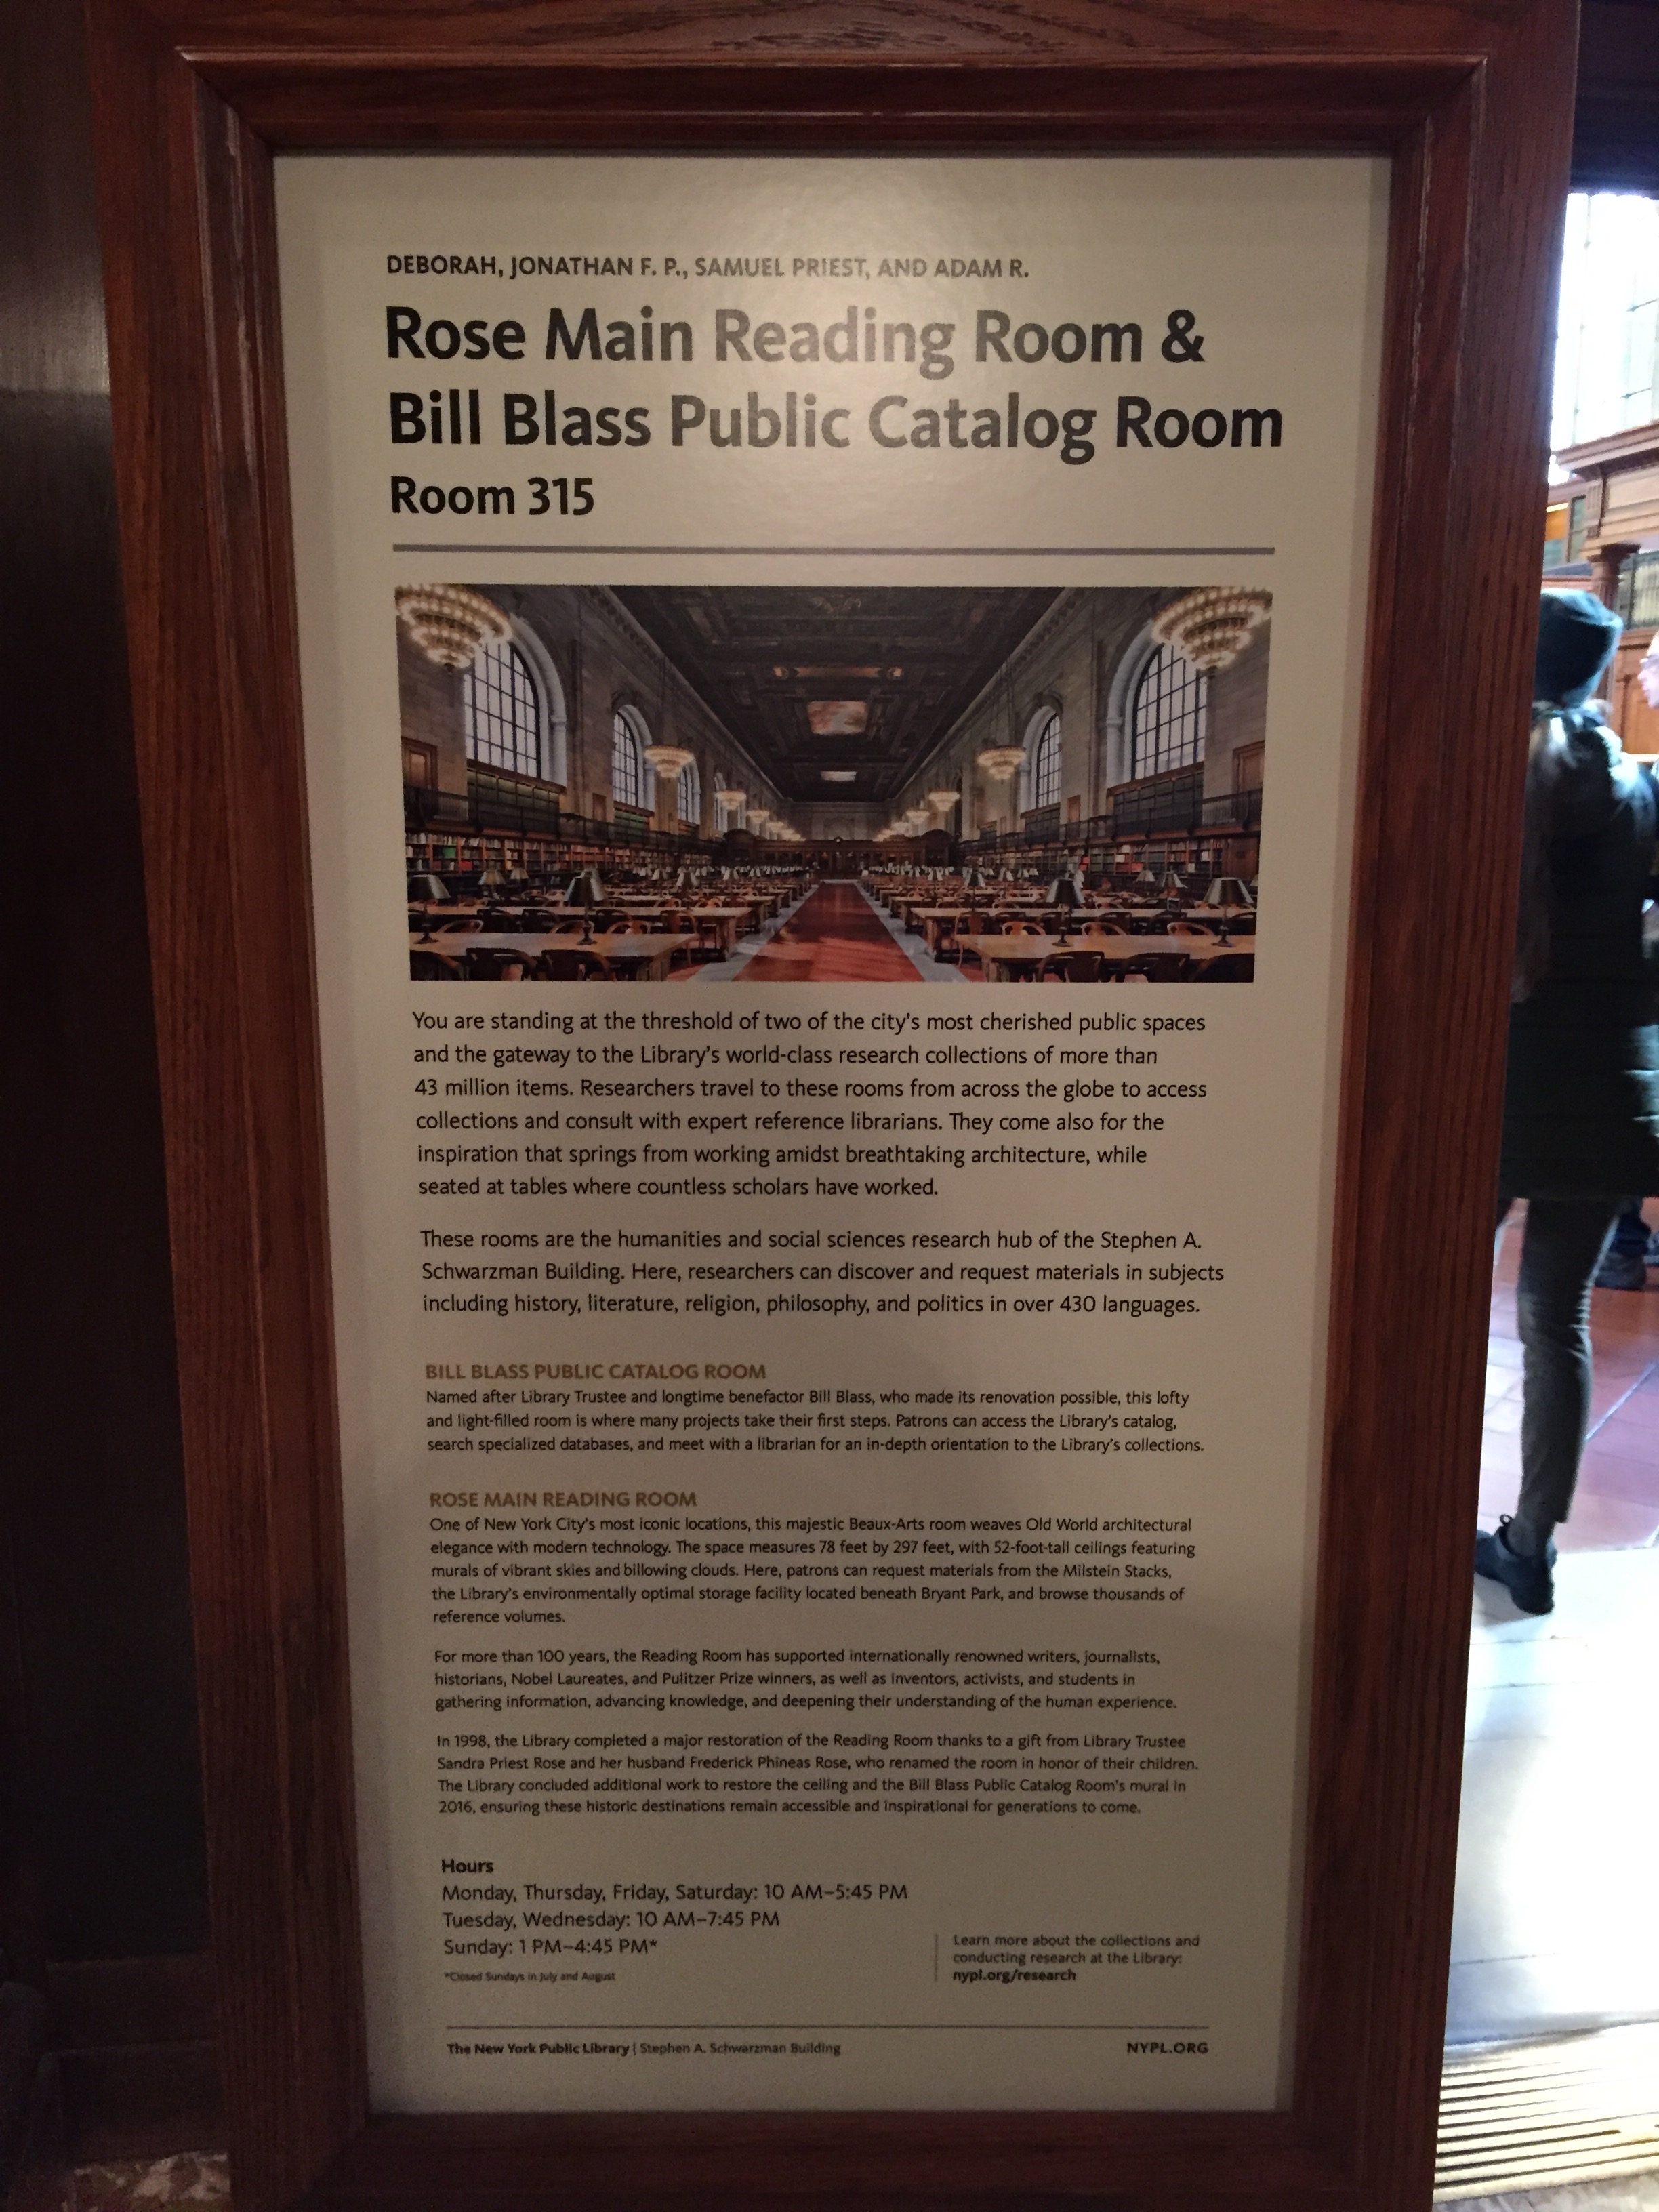 DEBORAH, JONATHAN F. P., SAMUEL PRIEST, AND ADAM R.
Rose Main Reading Room &
Bill Blass Public Catalog Room
Room 315
You are standing at the threshold of two of the city's most cherished public spaces
and the gateway to the Library's world-class research collections of more than
43 million items. Researchers travel to these rooms from across the globe to access
collections and consult with expert reference librarians. They come also for the
inspiration that springs from working amidst breathtaking architecture, while
seated at tables where countless scholars have worked.
These rooms are the humanities and social sciences research hub of the Stephen A.
Schwarzman Building. Here, researchers can discover and request materials in subjects
including history, literature, religion, philosophy, and politics in over 430 languages.
BILL BLASS PUBLIC CATALOG ROOM
Named after Library Trustee and longtime benefactor Bill Blass, who made its renovation possible, this lofty
and light-filled room is where many projects take their first steps. Patrons can access the Library's catalog,
search specialized databases, and meet with a librarian for an in-depth orientation to the Library's collections.
ROSE MAIN READING ROOM
One of New York City's most iconic locations, this majestic Beaux-Arts room weaves Old World architectural
elegance with modern technology. The space measures 78 feet by 297 feet, with 52-foot-tall ceilings featuring
murals of vibrant skies and billowing clouds. Here, patrons can request materials from the Milstein Stacks,
the Library's environmentally optimal storage facility located beneath Bryant Park, and browse thousands of
reference volumes.
For more than 100 years, the Reading Room has supported internationally renowned writers, journalists,
historians, Nobel Laureates, and Pulitzer Prize winners, as well as inventors, activists, and students in
gathering information, advancing knowledge, and deepening their understanding of the human experience.
In 1998, the Library completed a major restoration of the Reading Room thanks to a gift from Library Trustee
Sandra Priest Rose and her husband Frederick Phineas Rose, who renamed the room in honor of their children.
The Library concluded additional work to restore the ceiling and the Bill Blass Public Catalog Room's mural in
2016, ensuring these historic destinations remain accessible and inspirational for generations to come.
Hours
Monday, Thursday, Friday, Saturday: 10 AM–5:45 PM
Tuesday, Wednesday: 10 AM–7:45 PM
Sunday: 1 PM–4:45 PM*
*Closed Sundays in July and August
Learn more about the collections and
conducting research at the Library:
nypl.org/research
The New York Public Library | Stephen A. Schwarzman Building
NYPL.ORG